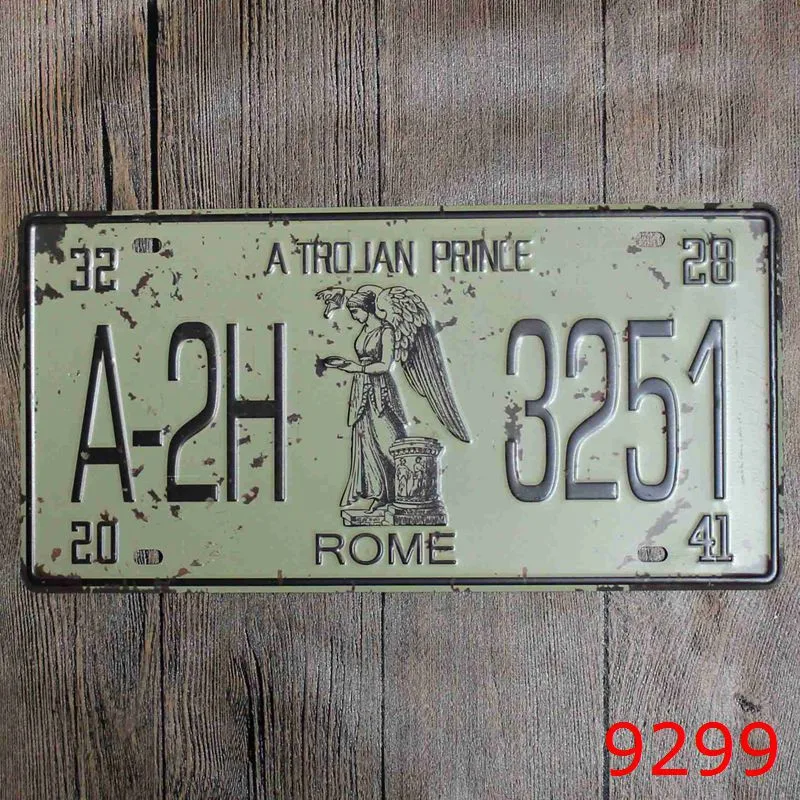 A TROJAN PRINCE
32 28
A-2H 3251
20 41
ROME
9299